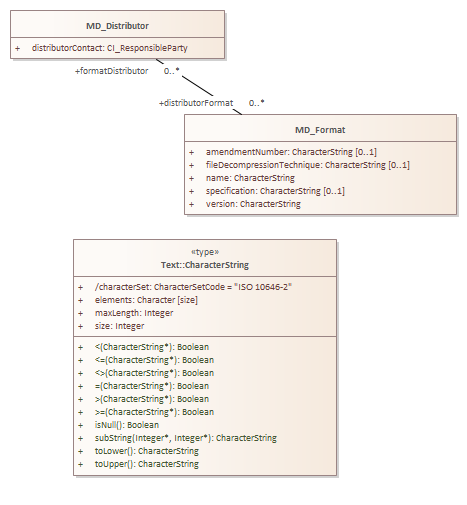 MD_Distributor
+ distributorContact: CI_ResponsibleParty
+formatDistributor 0..*
+distributorFormat 0..*
MD_Format
+ amendmentNumber: CharacterString [0..1]
+ fileDecompressionTechnique: CharacterString [0..1]
+ name: CharacterString
+ specification: CharacterString [0..1]
+ version: CharacterString
«type»
Text::CharacterString
+ /characterSet: CharacterSetCode = "ISO 10646-2"
+ elements: Character [size]
+ maxLength: Integer
+ size: Integer
+ <(CharacterString*): Boolean
+ <=(CharacterString*): Boolean
+ <>(CharacterString*): Boolean
+ =(CharacterString*): Boolean
+ >(CharacterString*): Boolean
+ >=(CharacterString*): Boolean
+ isNull(): Boolean
+ subString(Integer*, Integer*): CharacterString
+ toLower(): CharacterString
+ toUpper(): CharacterString